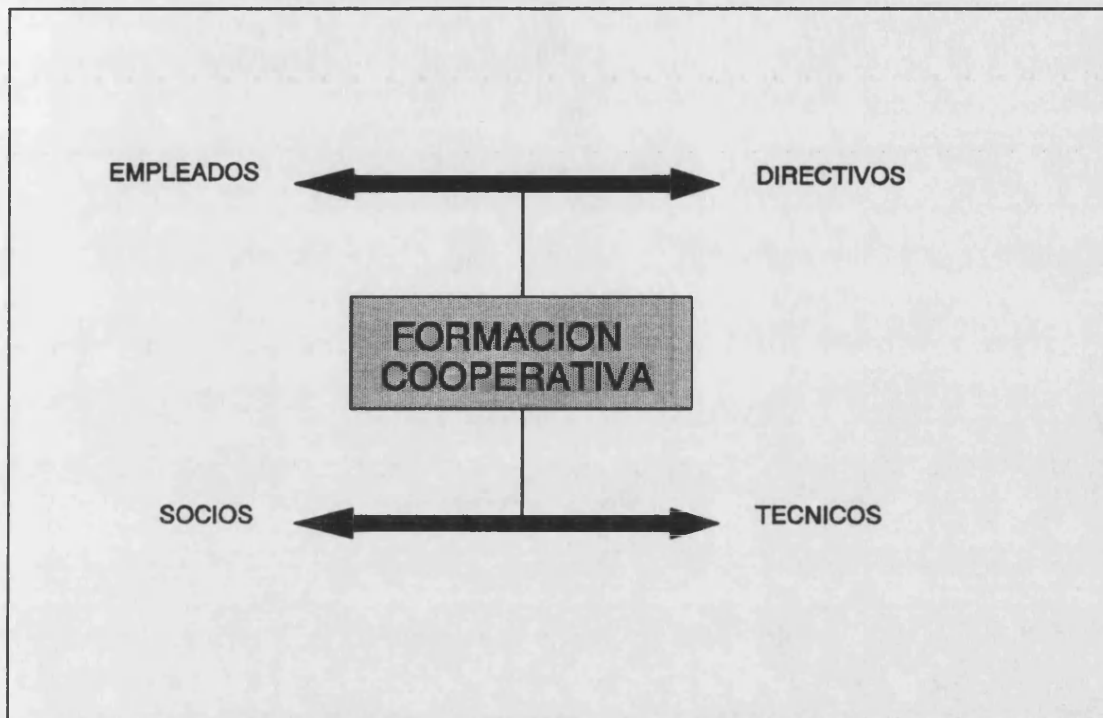 EMPLEADOS
DIRECTIVOS
FORMACION
COOPERATIVA
SOCIOS
TECNICOS